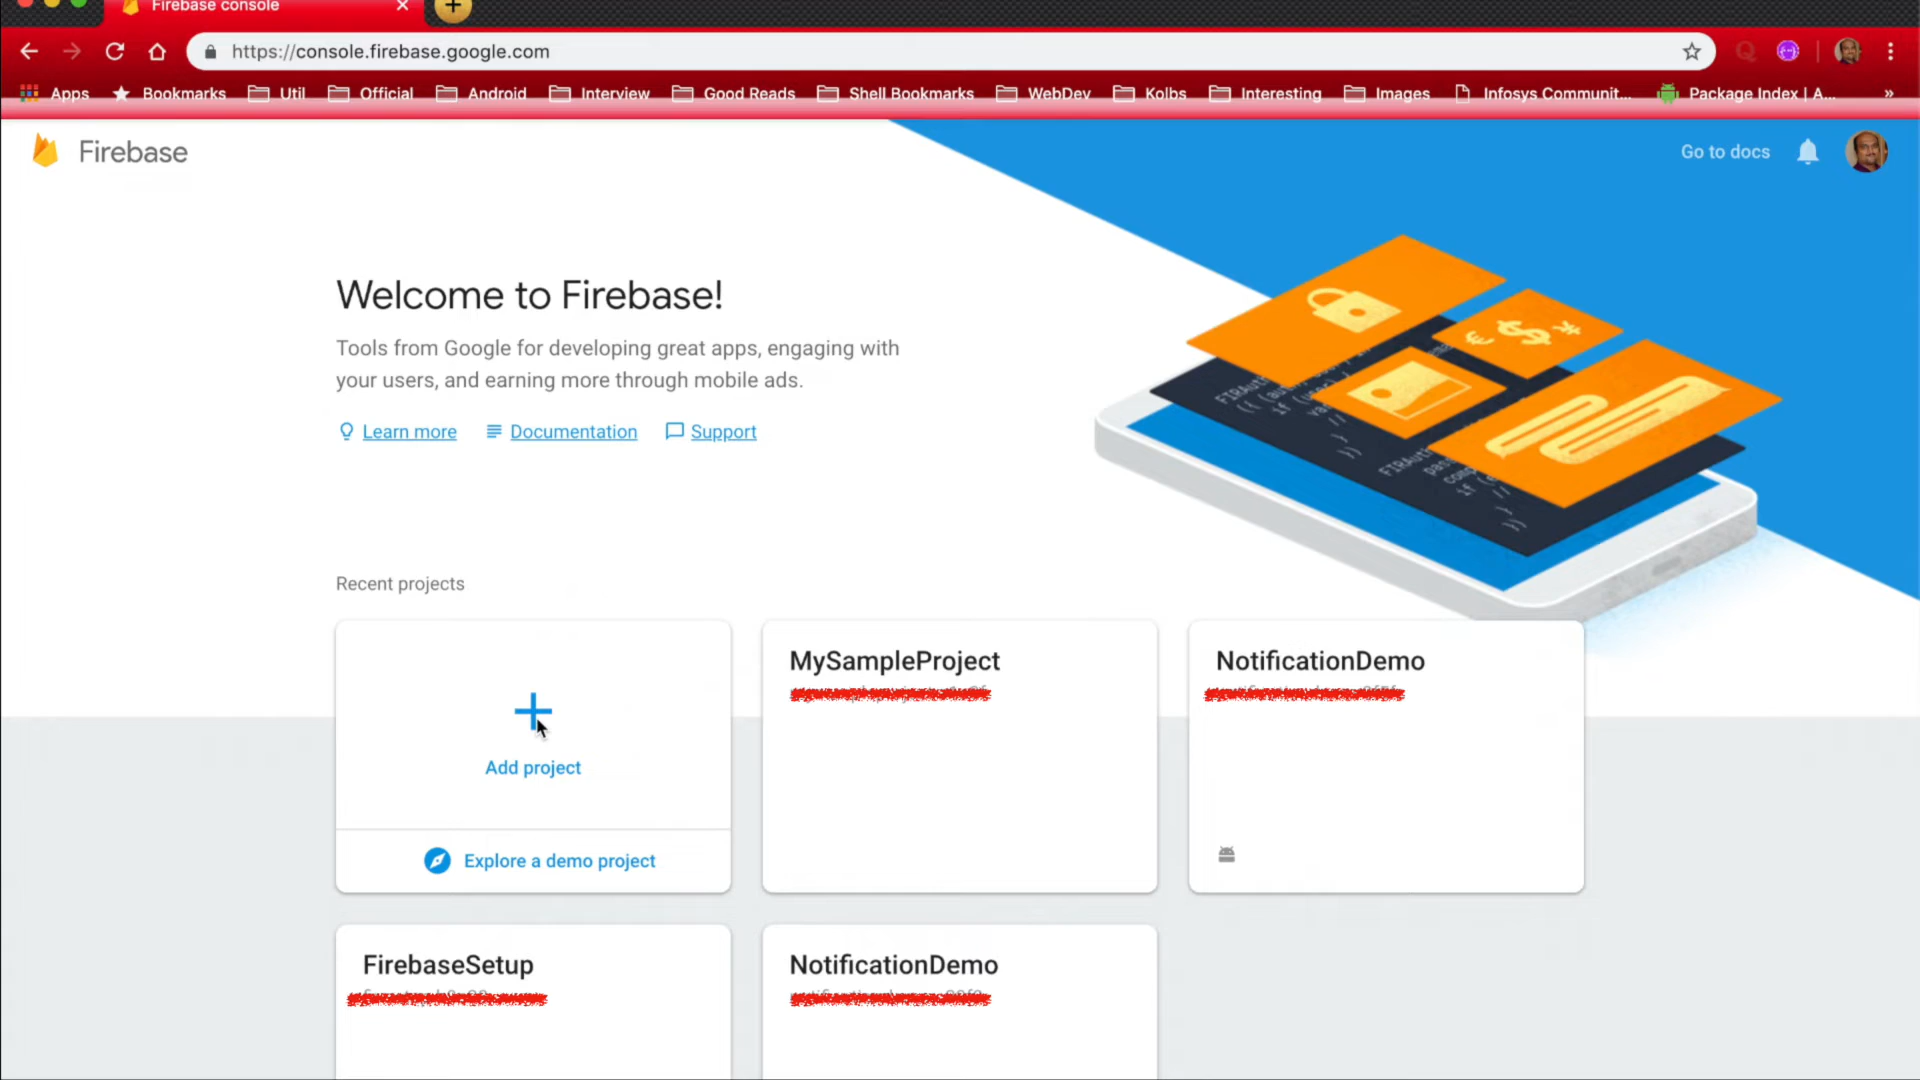 Firebase console
https://console.firebase.google.com
Apps Bookmarks Util Official Android Interview Good Reads Shell Bookmarks WebDev Kolbs Interesting Images Infosys Communit... Package Index | A... »
Firebase
Go to docs
Welcome to Firebase!
Tools from Google for developing great apps, engaging with
your users, and earning more through mobile ads.
Learn more Documentation Support
FIRAuth
FIRAuth
Recent projects
Add project
Explore a demo project
MySampleProject
NotificationDemo
FirebaseSetup
NotificationDemo